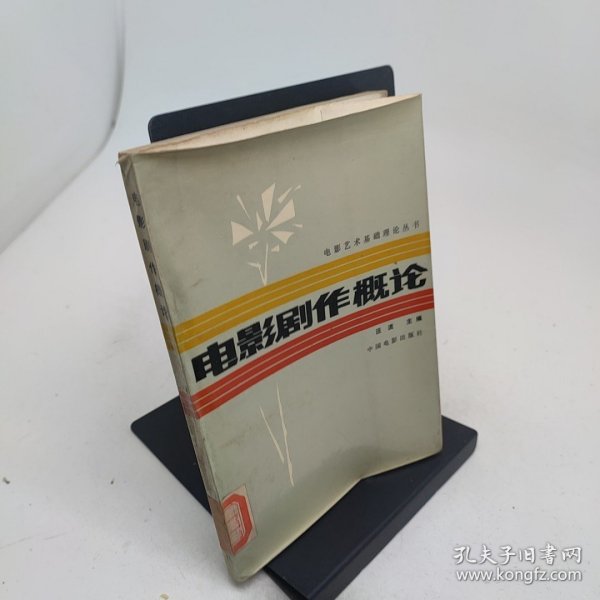 电影剧作概论
电影艺术基础理论丛书
电影剧作概论
汪流 主编
中国电影出版社
孔夫子旧书网
www.kongfz.com